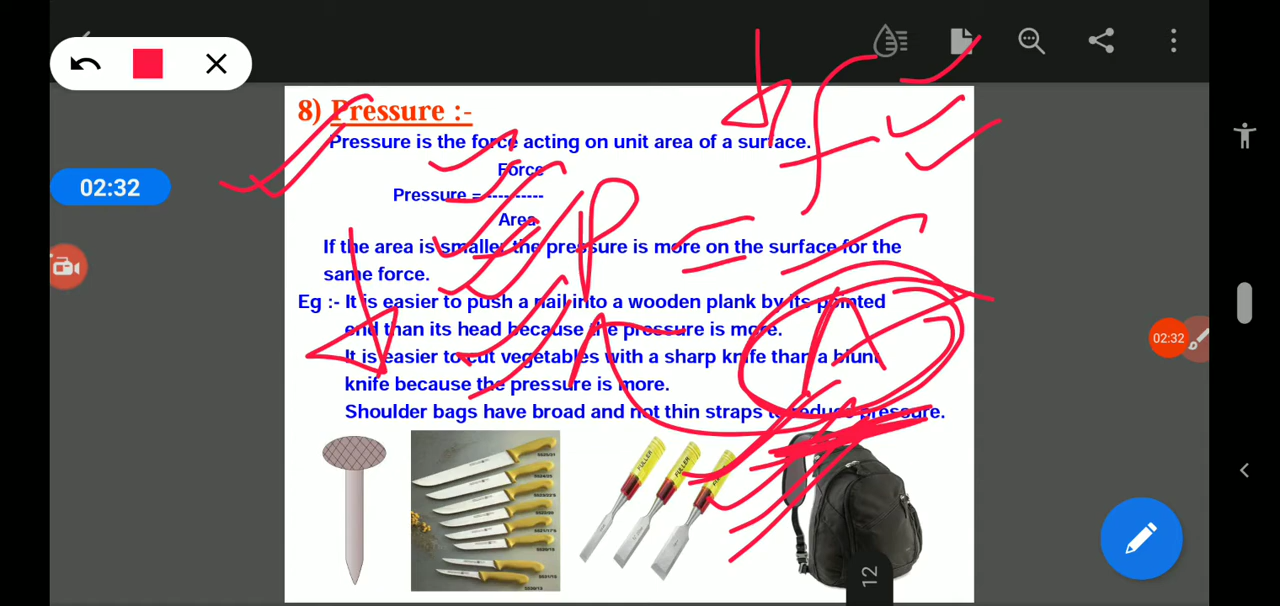 8) Pressure :-
Pressure is the force acting on unit area of a surface.
Force
Pressure = ----------
Area
If the area is smaller the pressure is more on the surface for the
same force.
Eg :- It is easier to push a nail into a wooden plank by its pointed
end than its head because the pressure is more.
It is easier to cut vegetables with a sharp knife than a blunt
knife because the pressure is more.
Shoulder bags have broad and not thin straps to reduce pressure.
02:32
02:32
P = F
A
FULLER
FULLER
FULLER
12